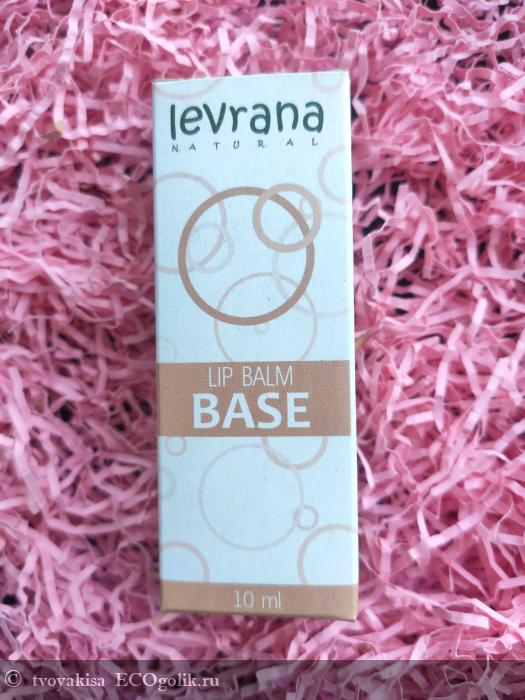 levrana
NATURAL
LIP BALM
BASE
10 ml
© tvoyakisa ECOgolik.ru